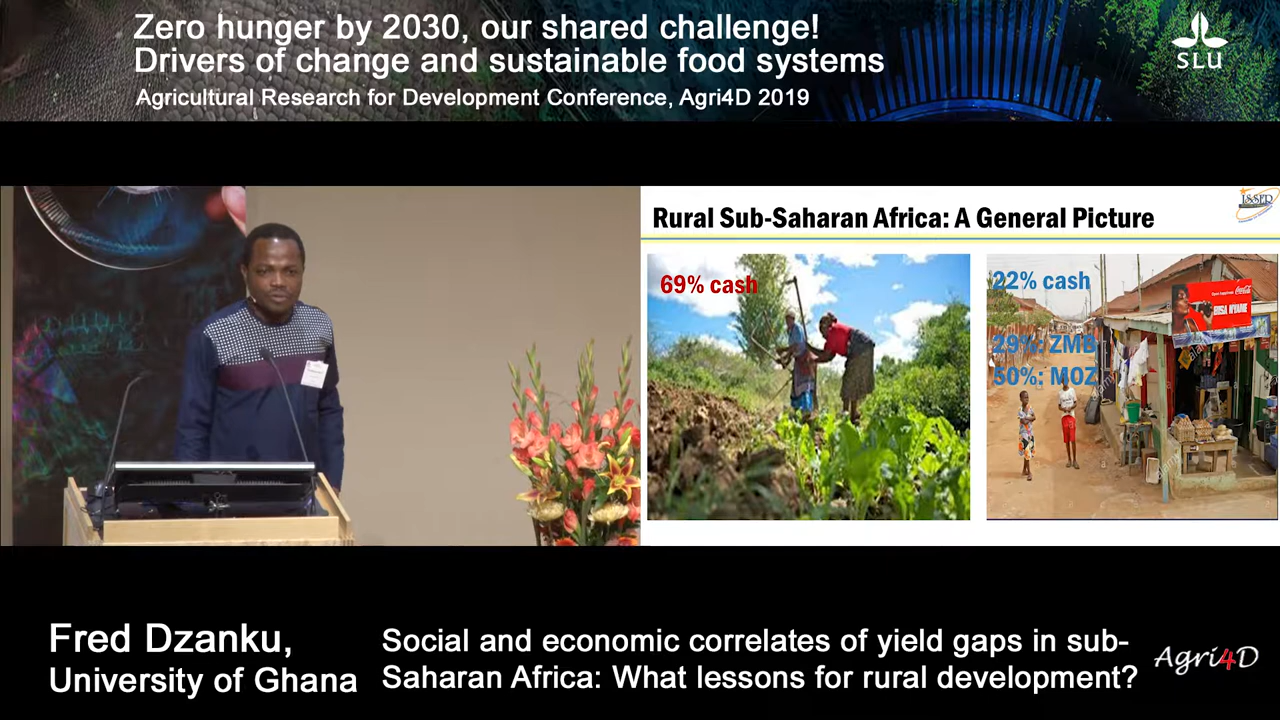 Zero hunger by 2030, our shared challenge!
Drivers of change and sustainable food systems
Agricultural Research for Development Conference, Agri4D 2019
SLU
ISSER
Rural Sub-Saharan Africa: A General Picture
69% cash
22% cash
29%: ZMB
50%: MOZ
Coca-Cola
Fred Dzanku,
University of Ghana
Social and economic correlates of yield gaps in sub-
Saharan Africa: What lessons for rural development?
Agri4D